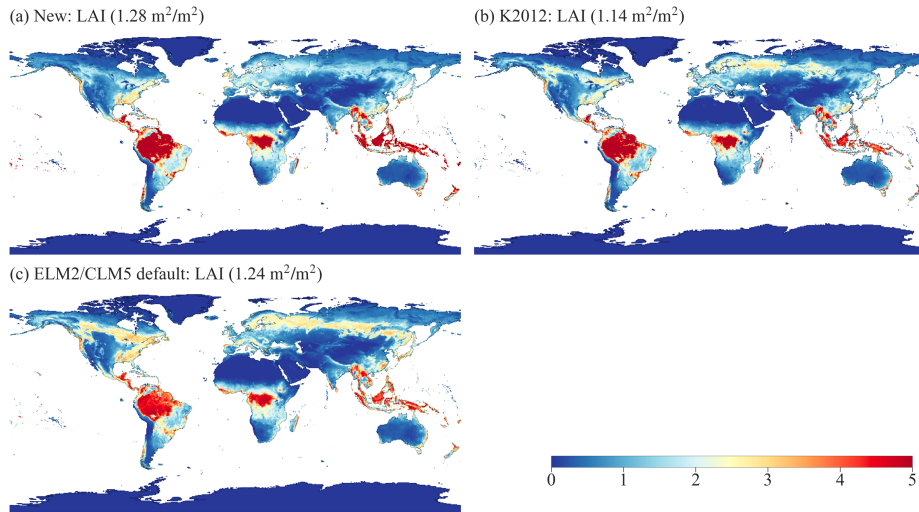 (a) New: LAI (1.28 m²/m²)
(b) K2012: LAI (1.14 m²/m²)
(c) ELM2/CLM5 default: LAI (1.24 m²/m²)
0 1 2 3 4 5